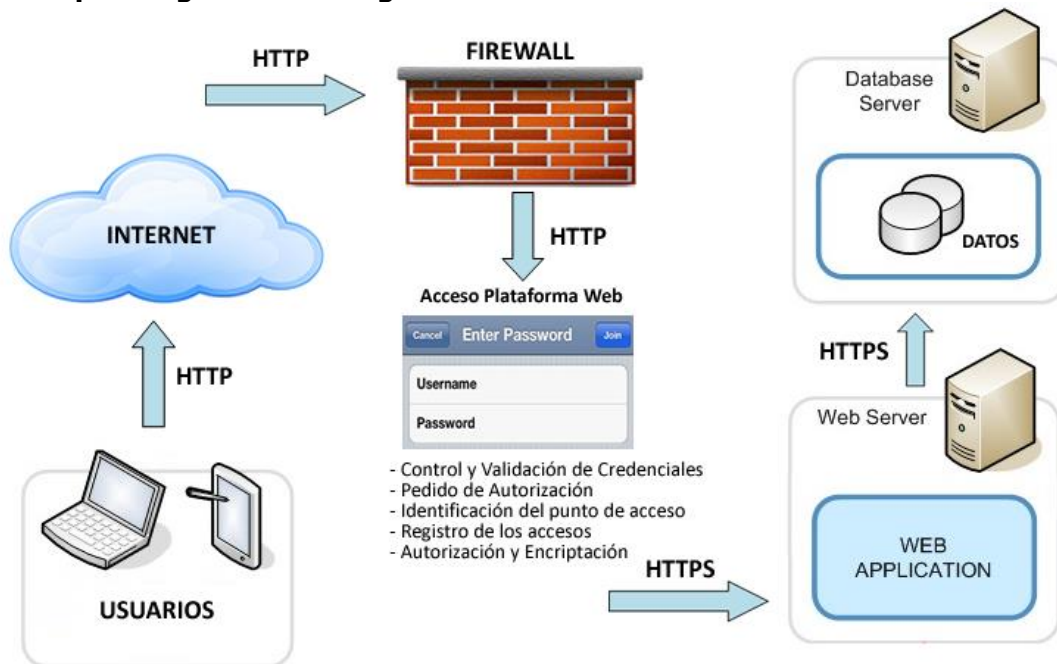 HTTP
FIREWALL
INTERNET
HTTP
Acceso Plataforma Web
Cancel
Enter Password
Join
Username
Password
- Control y Validación de Credenciales
- Pedido de Autorización
- Identificación del punto de acceso
- Registro de los accesos
- Autorización y Encriptación
HTTP
USUARIOS
HTTPS
Database
Server
DATOS
HTTPS
Web Server
WEB
APPLICATION